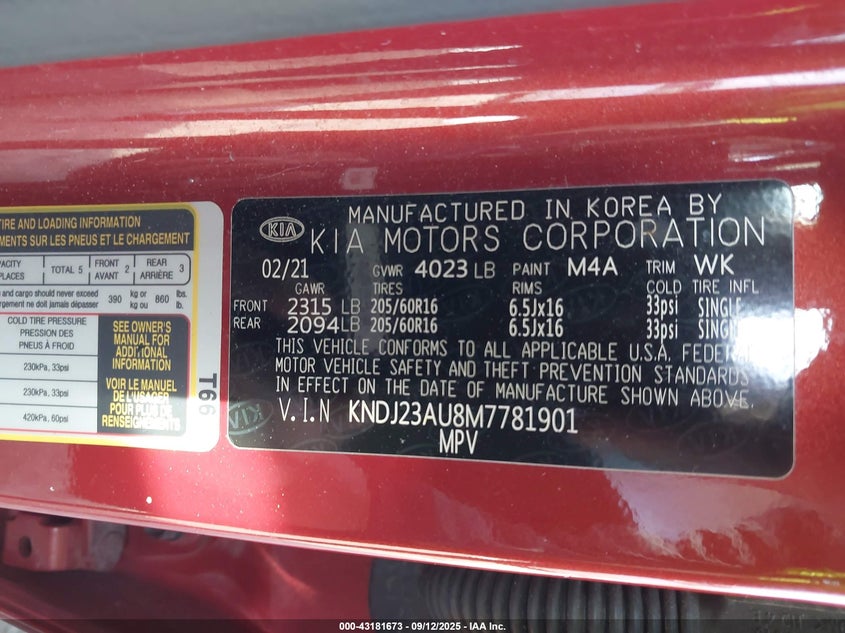 TIRE AND LOADING INFORMATION
SUR LES PNEUS ET LE CHARGEMENT
TOTAL 5
FRONT AVANT 2
REAR ARRIÈRE 3
and cargo should never exceed 390 kg or 860 lbs.
ne doit jamais dépasser kg ou lb.
COLD TIRE PRESSURE
PRESSION DES
PNEUS À FROID
230kPa, 33psi
230kPa, 33psi
420kPa, 60psi
SEE OWNER'S
MANUAL FOR
ADDITIONAL
INFORMATION
VOIR LE MANUEL
DE L'USAGER
POUR PLUS DE
RENSEIGNEMENTS
T66
KIA
MANUFACTURED IN KOREA BY
KIA MOTORS CORPORATION
02/21 GVWR 4023 LB PAINT M4A TRIM WK
GAWR TIRES RIMS COLD TIRE INFL
FRONT 2315 LB 205/60R16 6.5Jx16 33psi SINGLE
REAR 2094 LB 205/60R16 6.5Jx16 33psi
THIS VEHICLE CONFORMS TO ALL APPLICABLE U.S.A. FEDERAL
MOTOR VEHICLE SAFETY AND THEFT PREVENTION STANDARDS
IN EFFECT ON THE DATE OF MANUFACTURE SHOWN ABOVE.
V.I.N KNDJ23AU8M7781901
MPV
000-43181673 - 09/12/2025 - IAA Inc.